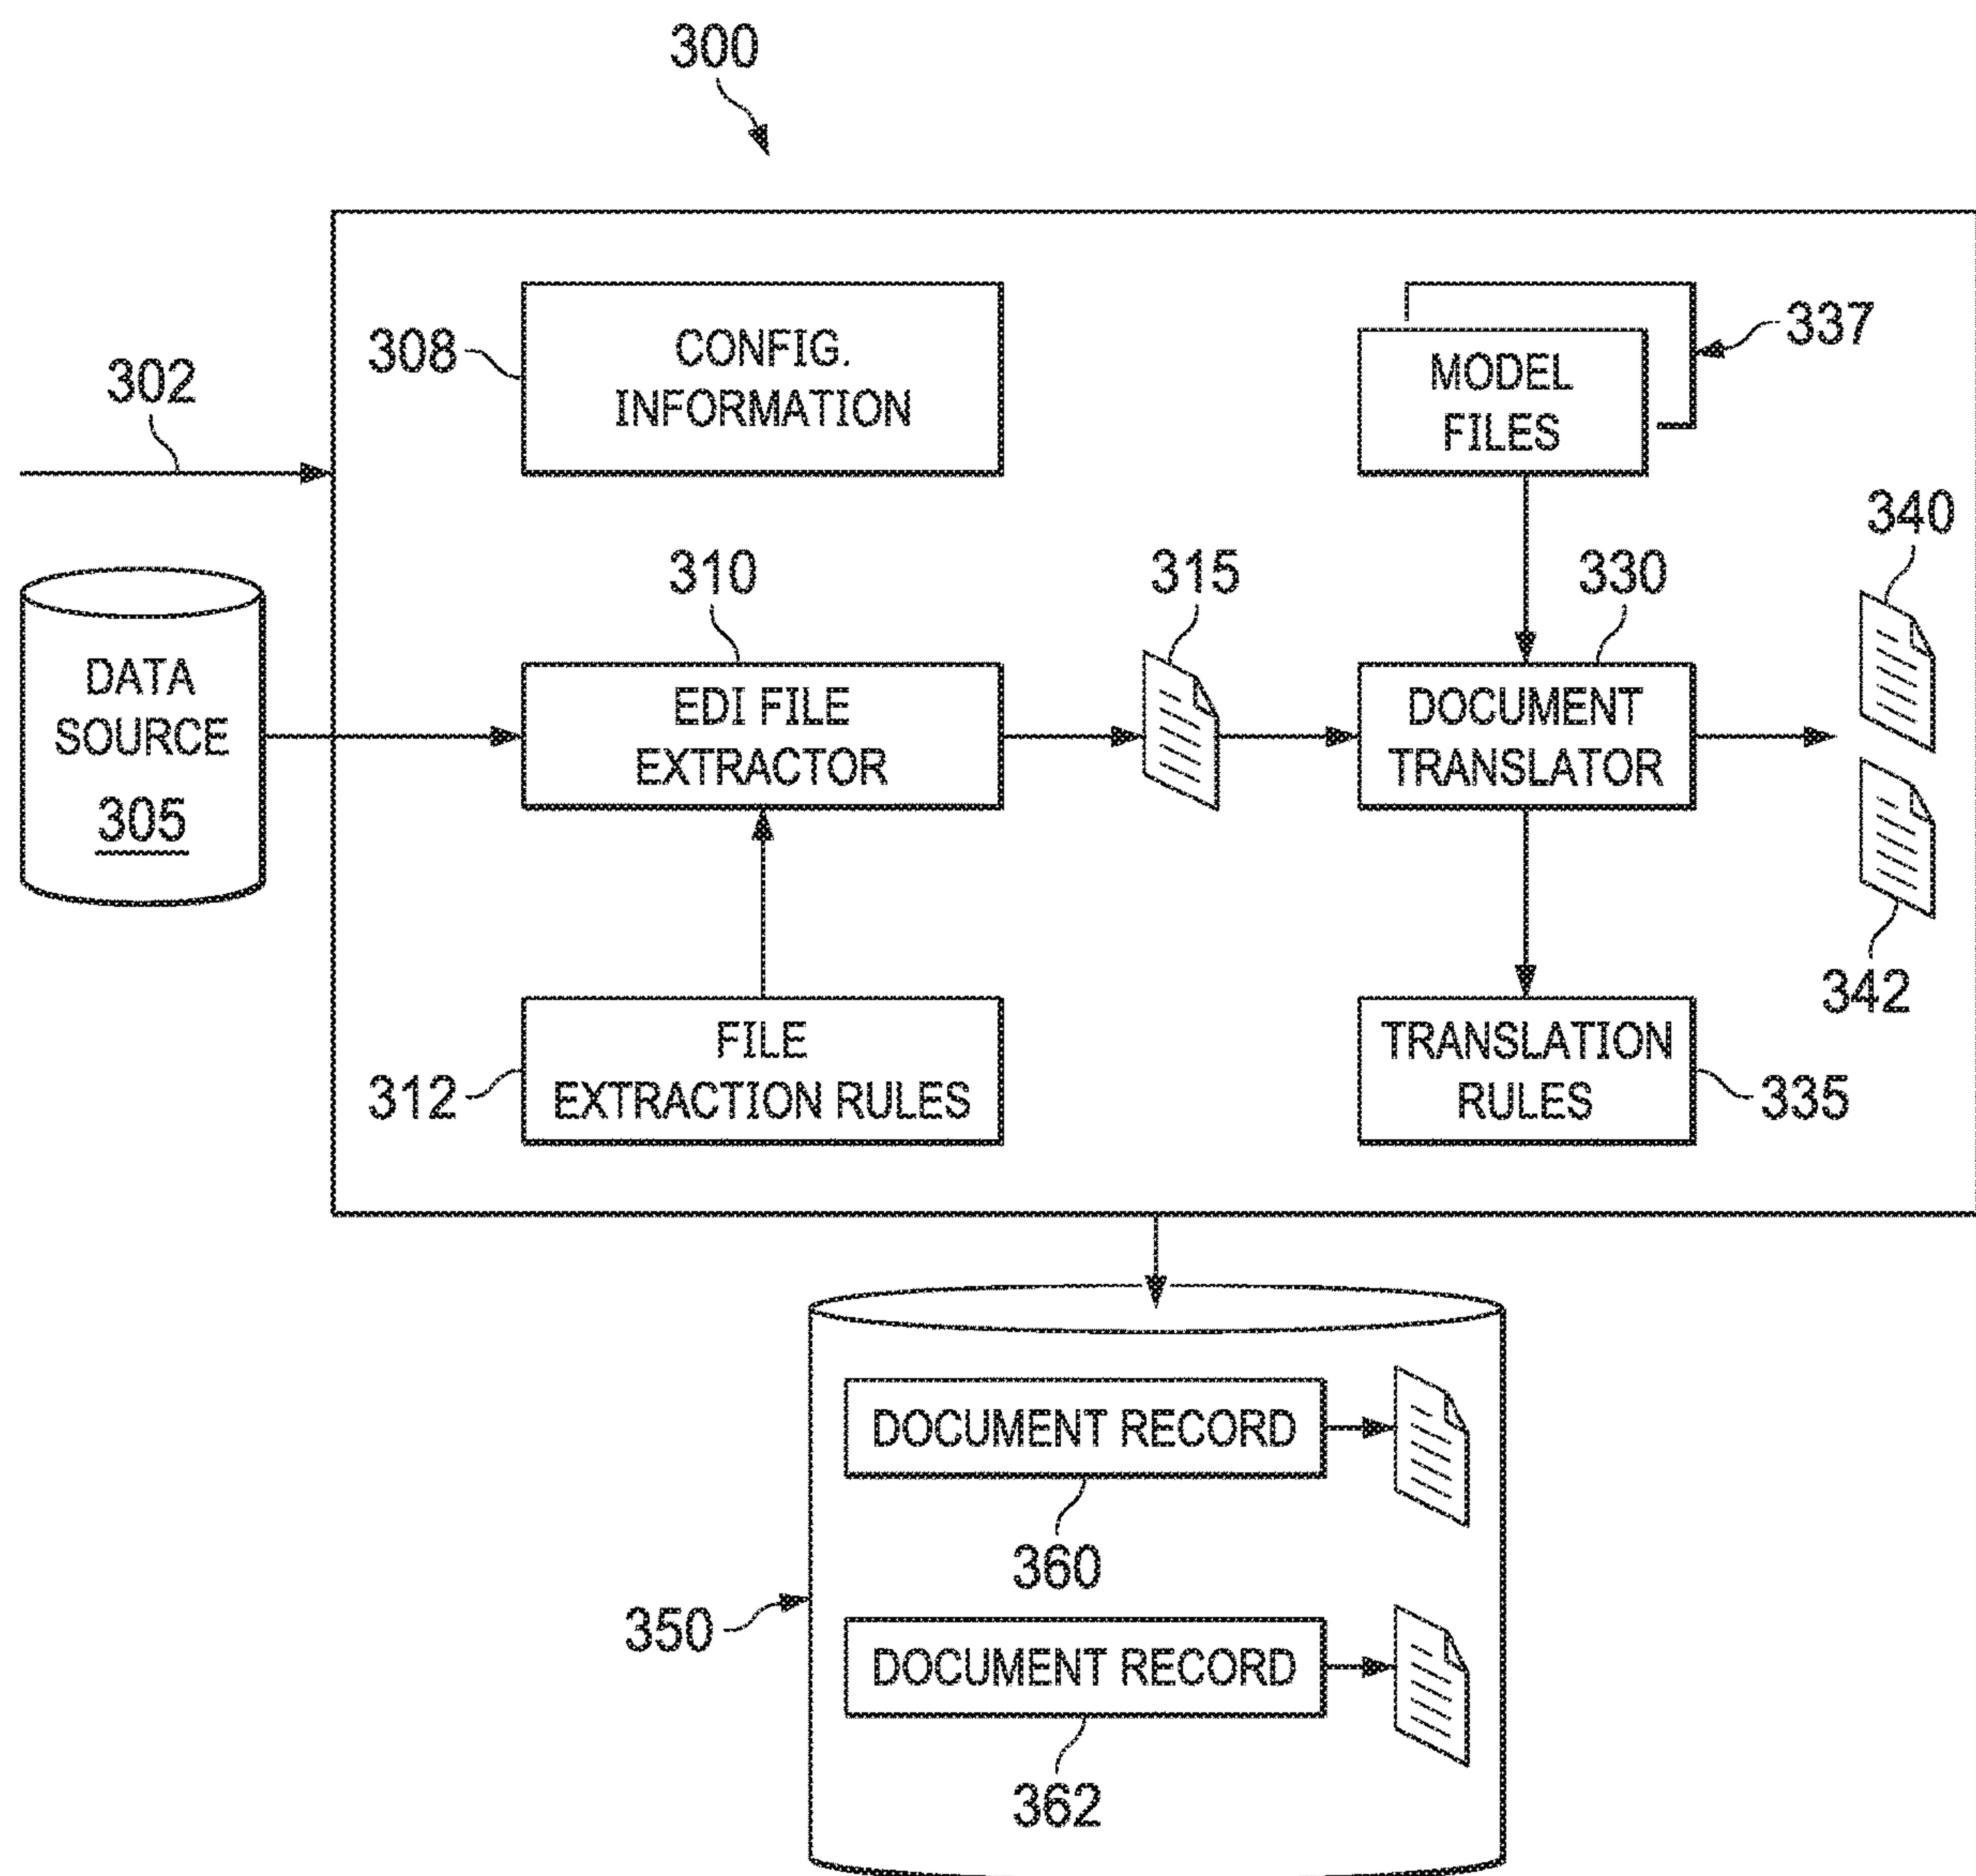 300
308
CONFIG.
INFORMATION
MODEL
FILES
337
302
340
310
315
330
DATA
SOURCE
305
EDI FILE
EXTRACTOR
DOCUMENT
TRANSLATOR
342
312
FILE
EXTRACTION RULES
TRANSLATION
RULES
335
DOCUMENT RECORD
360
350
DOCUMENT RECORD
362